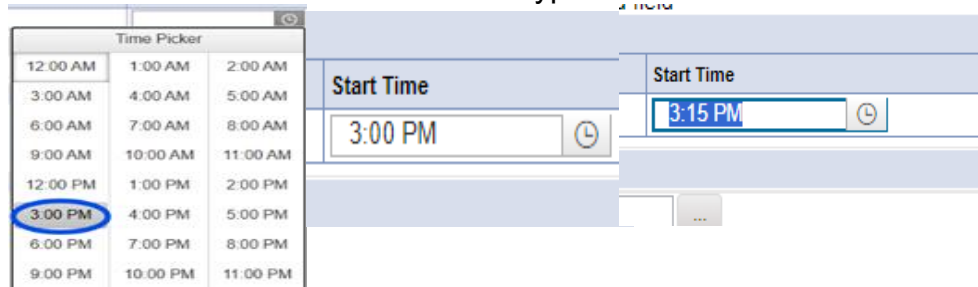 Time Picker
12:00 AM 1:00 AM 2:00 AM
3:00 AM 4:00 AM 5:00 AM
6:00 AM 7:00 AM 8:00 AM
9:00 AM 10:00 AM 11:00 AM
12:00 PM 1:00 PM 2:00 PM
3:00 PM 4:00 PM 5:00 PM
6:00 PM 7:00 PM 8:00 PM
9:00 PM 10:00 PM 11:00 PM
Start Time
3:00 PM
field
Start Time
3:15 PM
...